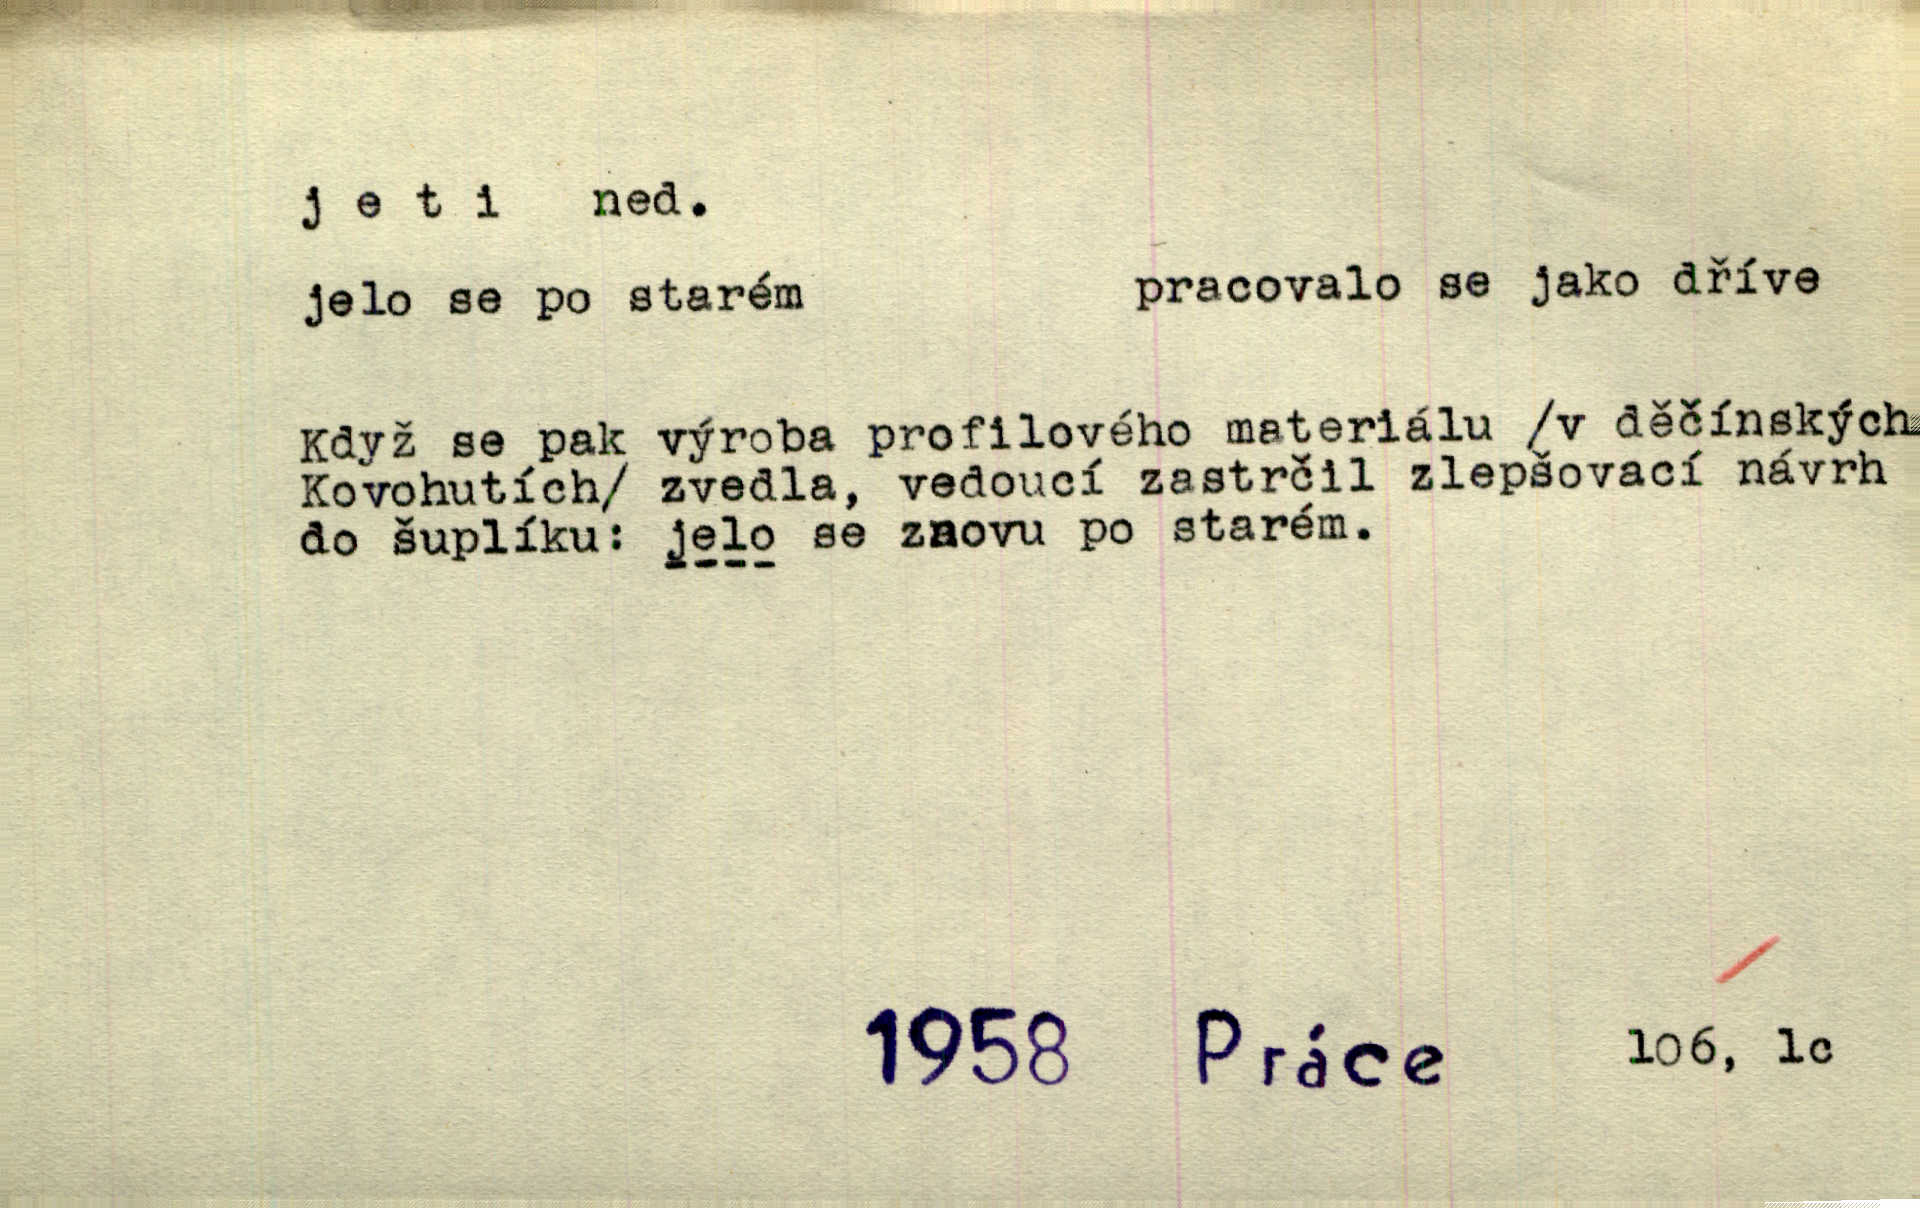 jeti ned.
jelo se po starém pracovalo se jako dříve
Když se pak výroba profilového materiálu /v děčínských
Kovohutích/ zvedla, vedoucí zastrčil zlepšovací návrh
do šuplíku: jelo se znovu po starém.
1958 Práce 106, 1c